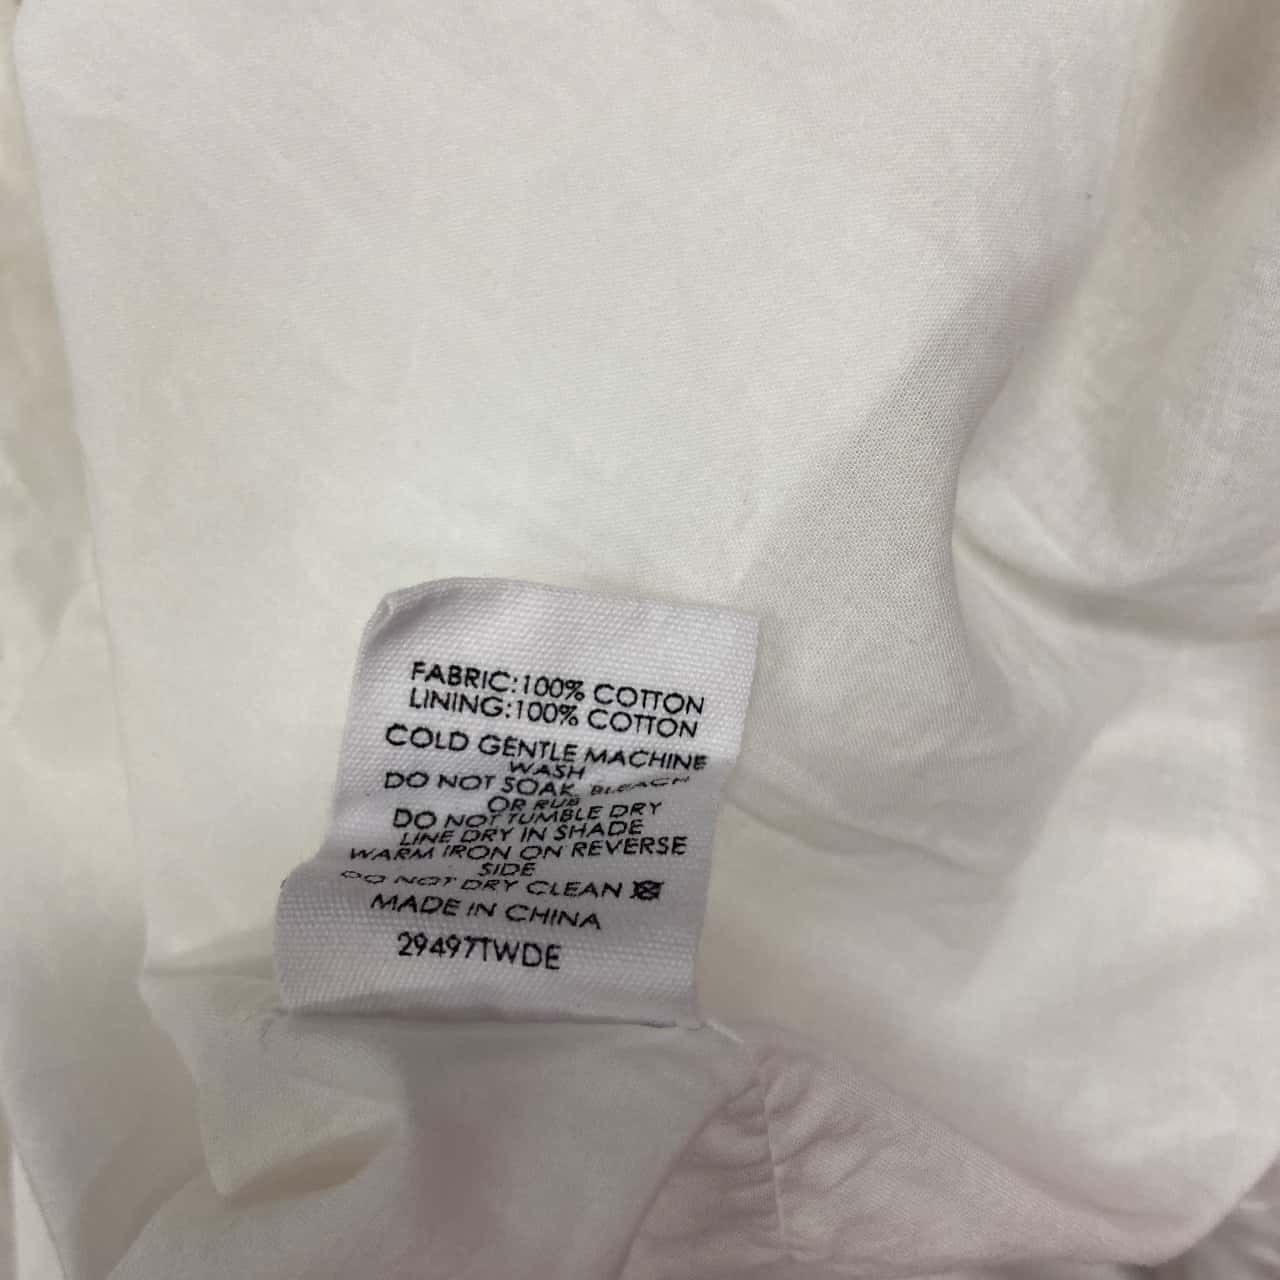 FABRIC:100% COTTON
LINING:100% COTTON
COLD GENTLE MACHINE
WASH
DO NOT SOAK, BLEACH
OR RUB
DO NOT TUMBLE DRY
LINE DRY IN SHADE
WARM IRON ON REVERSE
SIDE
DO NOT DRY CLEAN
MADE IN CHINA
29497TWDE